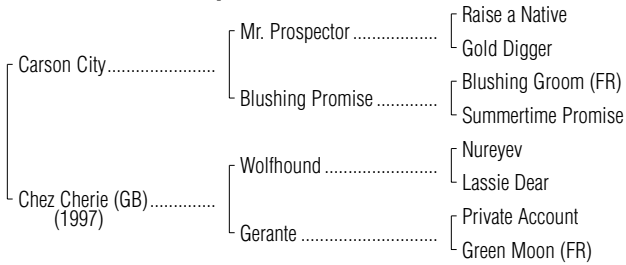 Raise a Native
Mr. Prospector ...................
Gold Digger
Carson City........................
Blushing Groom (FR)
Blushing Promise ..............
Summertime Promise
Nureyev
Wolfhound .........................
Lassie Dear
Chez Cherie (GB)...............
(1997)
Private Account
Gerante ..............................
Green Moon (FR)